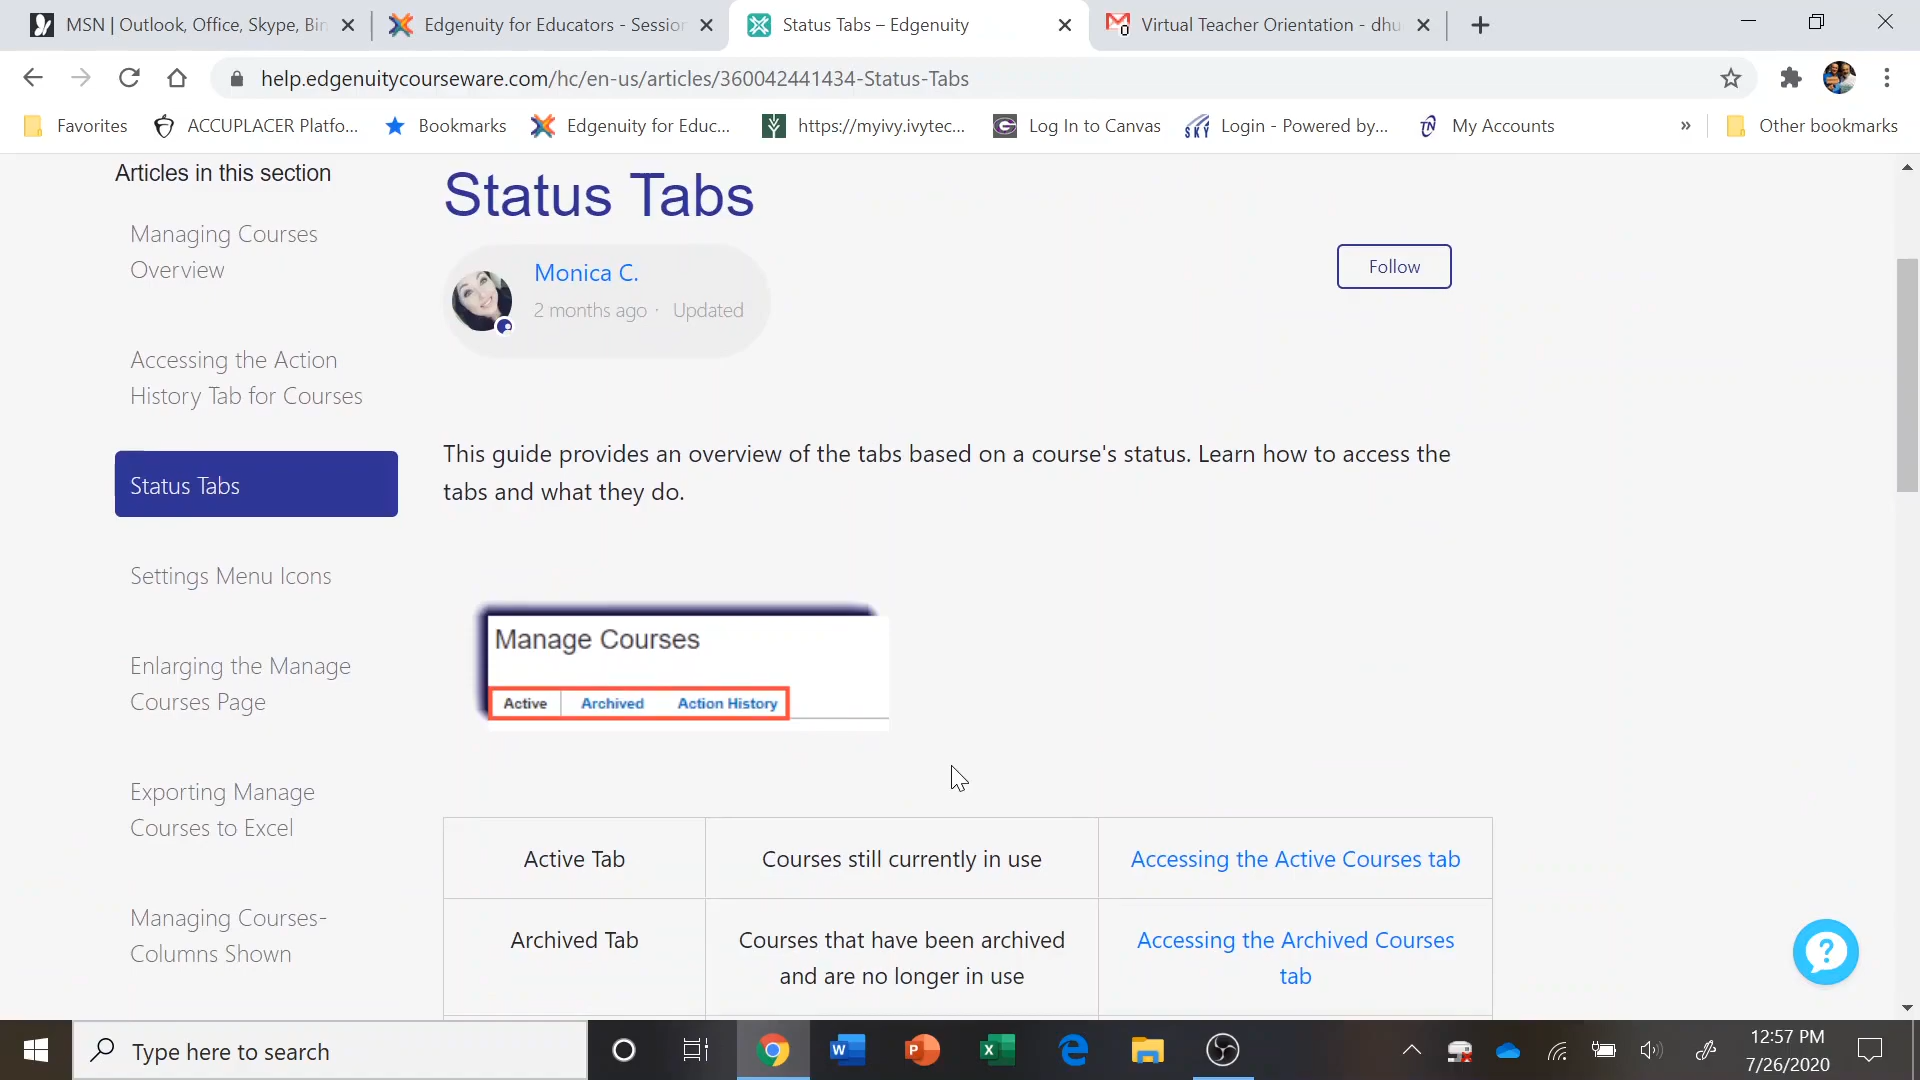 MSN | Outlook, Office, Skype, Bin
Edgenuity for Educators - Session
Status Tabs – Edgenuity
Virtual Teacher Orientation - dhu
help.edgenuitycourseware.com/hc/en-us/articles/360042441434-Status-Tabs
Favorites
ACCUPLACER Platfo...
Bookmarks
Edgenuity for Educ...
https://myivy.ivytec...
Log In to Canvas
Login - Powered by...
My Accounts
»
Other bookmarks
Articles in this section
Managing Courses
Overview
Accessing the Action
History Tab for Courses
Status Tabs
Settings Menu Icons
Enlarging the Manage
Courses Page
Exporting Manage
Courses to Excel
Managing Courses-
Columns Shown
Status Tabs
Monica C.
2 months ago · Updated
Follow
This guide provides an overview of the tabs based on a course's status. Learn how to access the
tabs and what they do.
Manage Courses
Active Archived Action History
Active Tab
Courses still currently in use
Accessing the Active Courses tab
Archived Tab
Courses that have been archived
and are no longer in use
Accessing the Archived Courses
tab
Type here to search
12:57 PM
7/26/2020